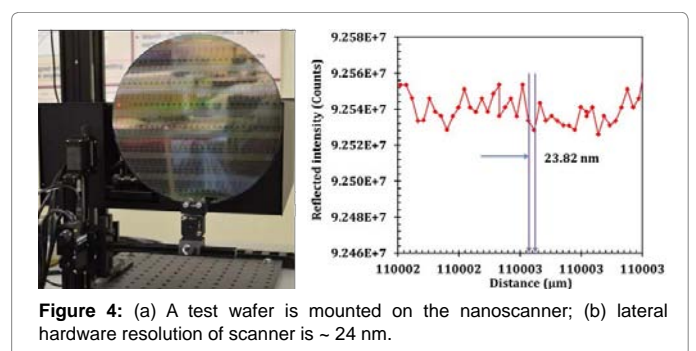 9.258E+7
9.256E+7
9.254E+7
9.252E+7
9.250E+7
9.248E+7
9.246E+7
Reflected intensity (Counts)
23.82 nm
110002 110002 110003 110003 110003
Distance (µm)
Figure 4: (a) A test wafer is mounted on the nanoscanner; (b) lateral
hardware resolution of scanner is ~ 24 nm.